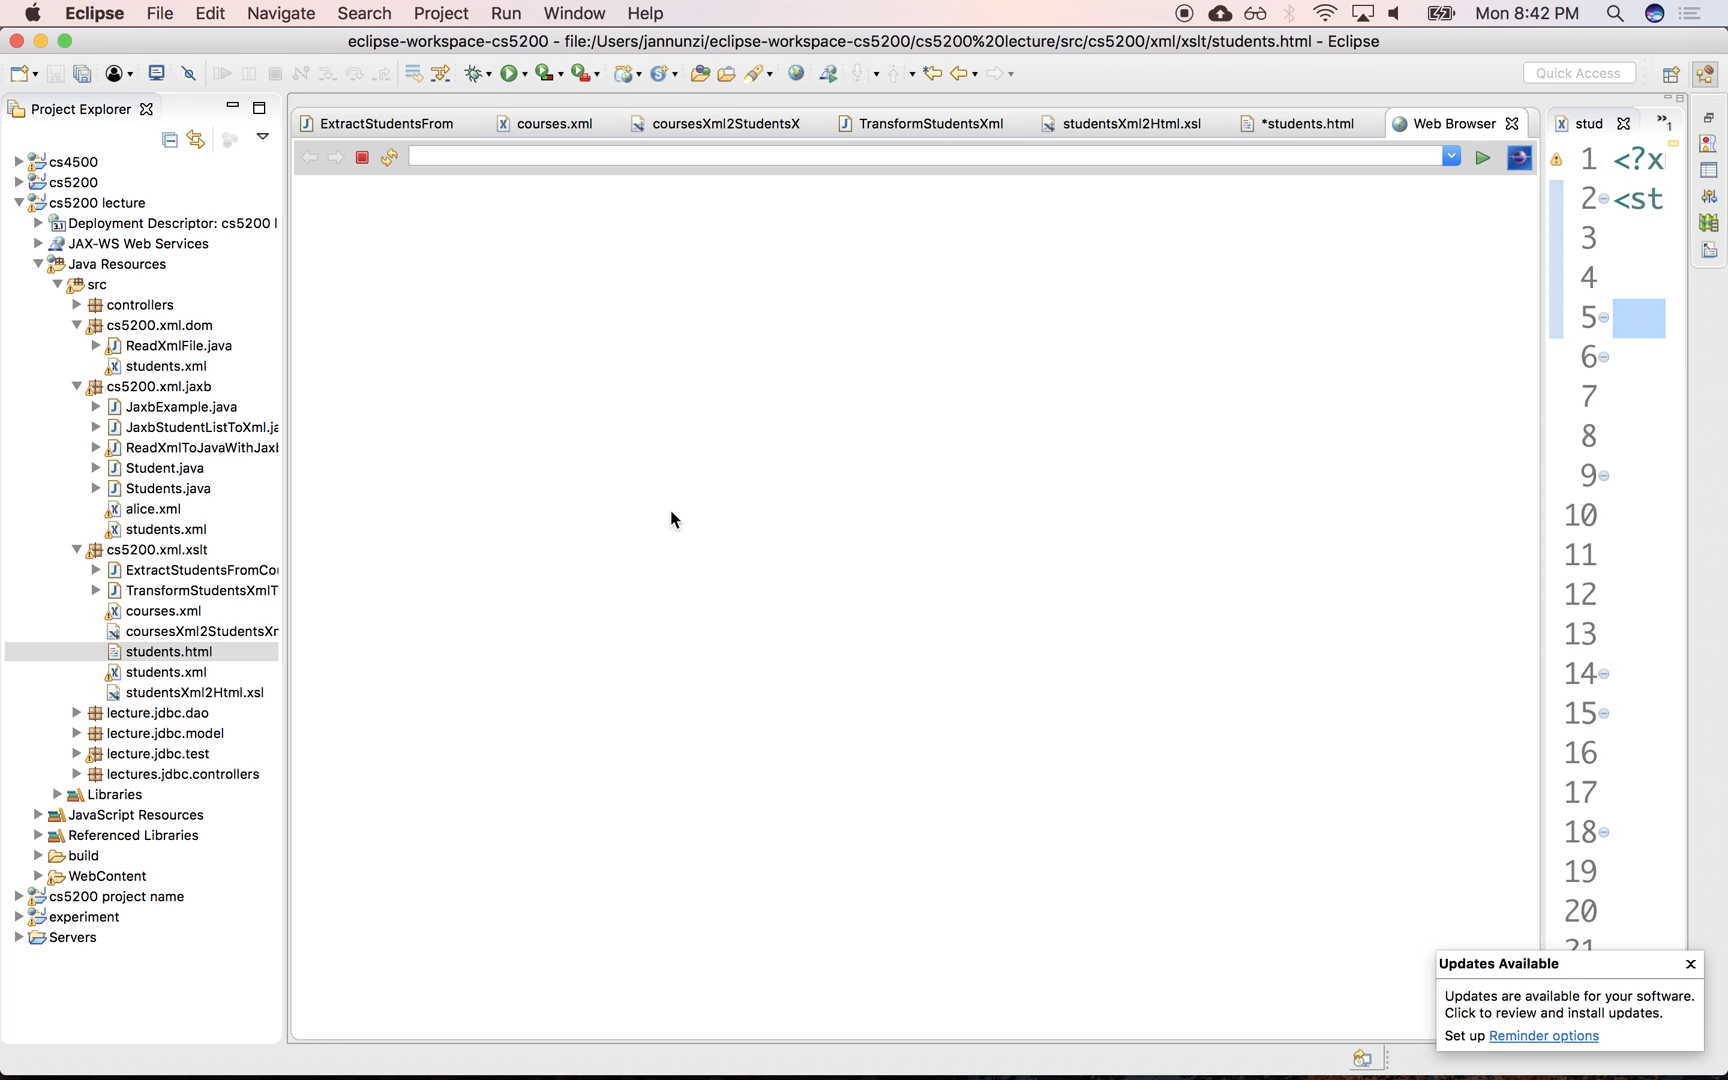 Eclipse File Edit Navigate Search Project Run Window Help Mon 8:42 PM
eclipse-workspace-cs5200 - file:/Users/jannunzi/eclipse-workspace-cs5200/cs5200%20lecture/src/cs5200/xml/xslt/students.html - Eclipse
Quick Access
Project Explorer
ExtractStudentsFrom courses.xml coursesXml2StudentsX TransformStudentsXml studentsXml2Html.xsl *students.html Web Browser stud »1
cs4500
cs5200
cs5200 lecture
Deployment Descriptor: cs5200 l
JAX-WS Web Services
Java Resources
src
controllers
cs5200.xml.dom
ReadXmlFile.java
students.xml
cs5200.xml.jaxb
JaxbExample.java
JaxbStudentListToXml.ja
ReadXmlToJavaWithJaxb
Student.java
Students.java
alice.xml
students.xml
cs5200.xml.xslt
ExtractStudentsFromCou
TransformStudentsXmlT
courses.xml
coursesXml2StudentsXr
students.html
students.xml
studentsXml2Html.xsl
lecture.jdbc.dao
lecture.jdbc.model
lecture.jdbc.test
lectures.jdbc.controllers
Libraries
JavaScript Resources
Referenced Libraries
build
WebContent
cs5200 project name
experiment
Servers
1 <?x
2 <st
3
4
5
6
7
8
9
10
11
12
13
14
15
16
17
18
19
20
21
Updates Available
Updates are available for your software.
Click to review and install updates.
Set up Reminder options